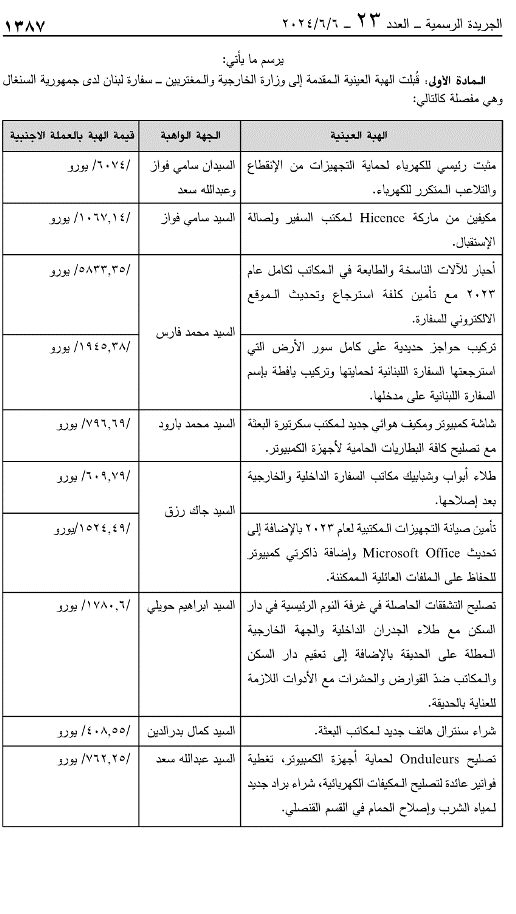 الجريدة الرسمية ــ العدد ٢٣ ــ ٢٠٢٤/٦/٦
١٣٨٧
يرسم ما يأتي:
المادة الأولى: قُبلت الهبة العينية المقدمة إلى وزارة الخارجية والمغتربين ــ سفارة لبنان لدى جمهورية السنغال
وهي مفصلة كالتالي:
الهبة العينية
الجهة الواهبة
قيمة الهبة بالعملة الاجنبية
مثبت رئيسي للكهرباء لحماية التجهيزات من الإنقطاع
والتلاعب المتكرر للكهرباء.
السيدان سامي فواز
وعبدالله سعد
/٦٠٧٤/ يورو
مكيفين من ماركة Hicence لمكتب السفير ولصالة
الإستقبال.
السيد سامي فواز
/١٠٦٧,١٤/ يورو
أحبار للآلات الناسخة والطابعة في المكاتب لكامل عام
٢٠٢٣ مع تأمين كلفة استرجاع وتحديث الموقع
الالكتروني للسفارة.
السيد محمد فارس
/٥٨٣٣,٣٥/ يورو
تركيب حواجز حديدية على كامل سور الأرض التي
استرجعتها السفارة اللبنانية لحمايتها وتركيب يافطة بإسم
السفارة اللبنانية على مدخلها.
/١٩٤٥,٣٨/ يورو
شاشة كمبيوتر ومكيف هوائي جديد لمكتب سكرتيرة البعثة
مع تصليح كافة البطاريات الحامية لأجهزة الكمبيوتر.
السيد محمد بارود
/٧٩٦,٦٩/ يورو
طلاء أبواب وشبابيك مكاتب السفارة الداخلية والخارجية
بعد إصلاحها.
السيد جاك رزق
/٦٠٩,٧٩/ يورو
تأمين صيانة التجهيزات المكتبية لعام ٢٠٢٣ بالإضافة إلى
تحديث Microsoft Office وإضافة ذاكرتي كمبيوتر
للحفاظ على الملفات العائلية الممكننة.
/١٥٢٤,٤٩/يورو
تصليح التشققات الحاصلة في غرفة النوم الرئيسية في دار
السكن مع طلاء الجدران الداخلية والجهة الخارجية
المطلة على الحديقة بالإضافة إلى تعقيم دار السكن
والمكاتب ضدّ القوارض والحشرات مع الأدوات اللازمة
للعناية بالحديقة.
السيد ابراهيم حويلي
/١٧٨٠,٦/ يورو
شراء سنترال هاتف جديد لمكاتب البعثة.
السيد كمال بدرالدين
/٤٠٨,٥٥/ يورو
تصليح Onduleurs لحماية أجهزة الكمبيوتر، تغطية
فواتير عائدة لتصليح المكيفات الكهربائية، شراء براد جديد
لمياه الشرب وإصلاح الحمام في القسم القنصلي.
السيد عبدالله سعد
/٧٦٢,٢٥/ يورو